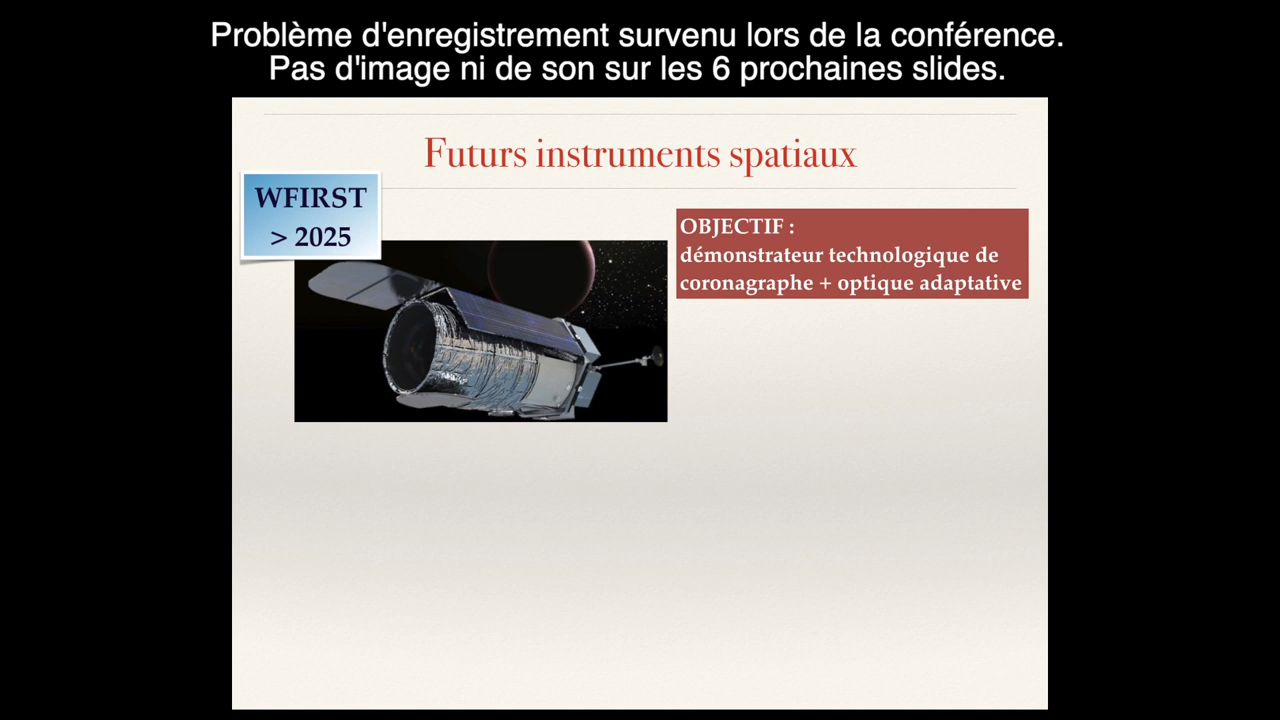 Problème d'enregistrement survenu lors de la conférence.
Pas d'image ni de son sur les 6 prochaines slides.
Futurs instruments spatiaux
WFIRST
> 2025
OBJECTIF :
démonstrateur technologique de
coronagraphe + optique adaptative